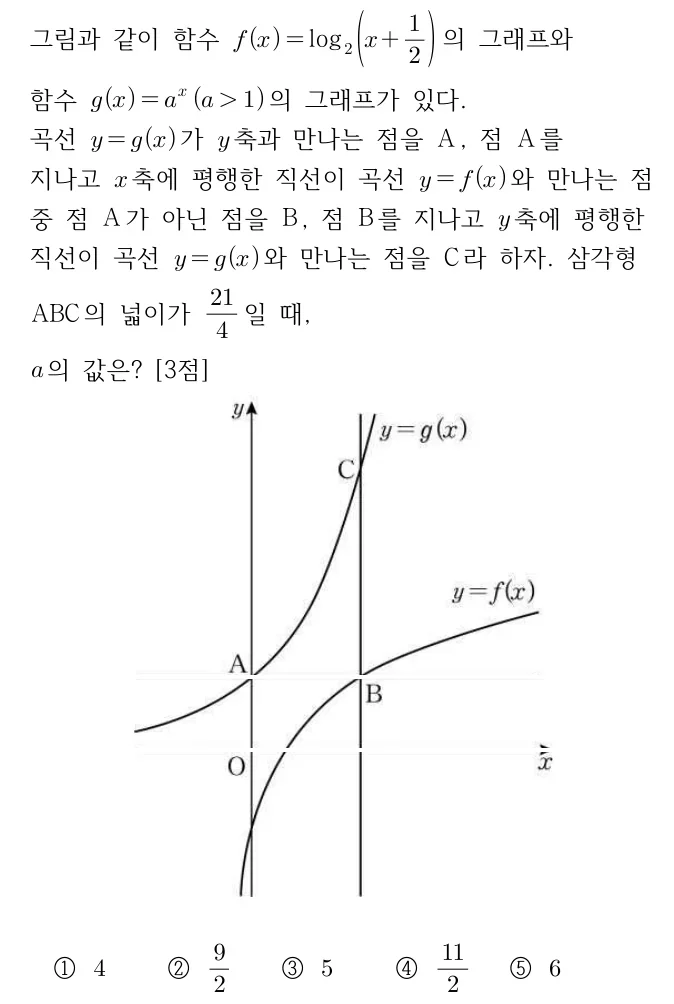 그림과 같이 함수 f(x)=log₂(x+1/2)의 그래프와
함수 g(x)=aˣ (a>1)의 그래프가 있다.
곡선 y=g(x)가 y축과 만나는 점을 A, 점 A를
지나고 x축에 평행한 직선이 곡선 y=f(x)와 만나는 점
중 점 A가 아닌 점을 B, 점 B를 지나고 y축에 평행한
직선이 곡선 y=g(x)와 만나는 점을 C라 하자. 삼각형
ABC의 넓이가 21/4일 때,
a의 값은? [3점]
y
y=g(x)
C
y=f(x)
A
B
O
x
① 4 ② 9/2 ③ 5 ④ 11/2 ⑤ 6